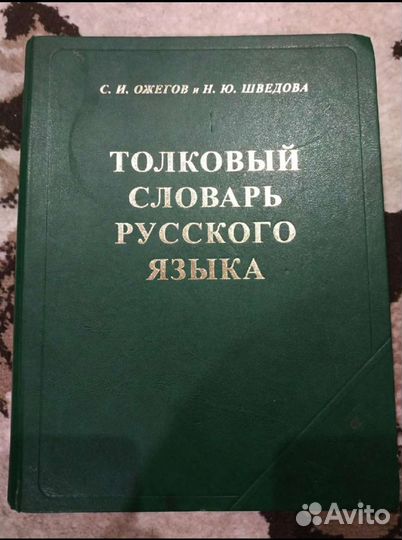 С. И. ОЖЕГОВ и Н. Ю. ШВЕДОВА
ТОЛКОВЫЙ
СЛОВАРЬ
РУССКОГО
ЯЗЫКА
Avito